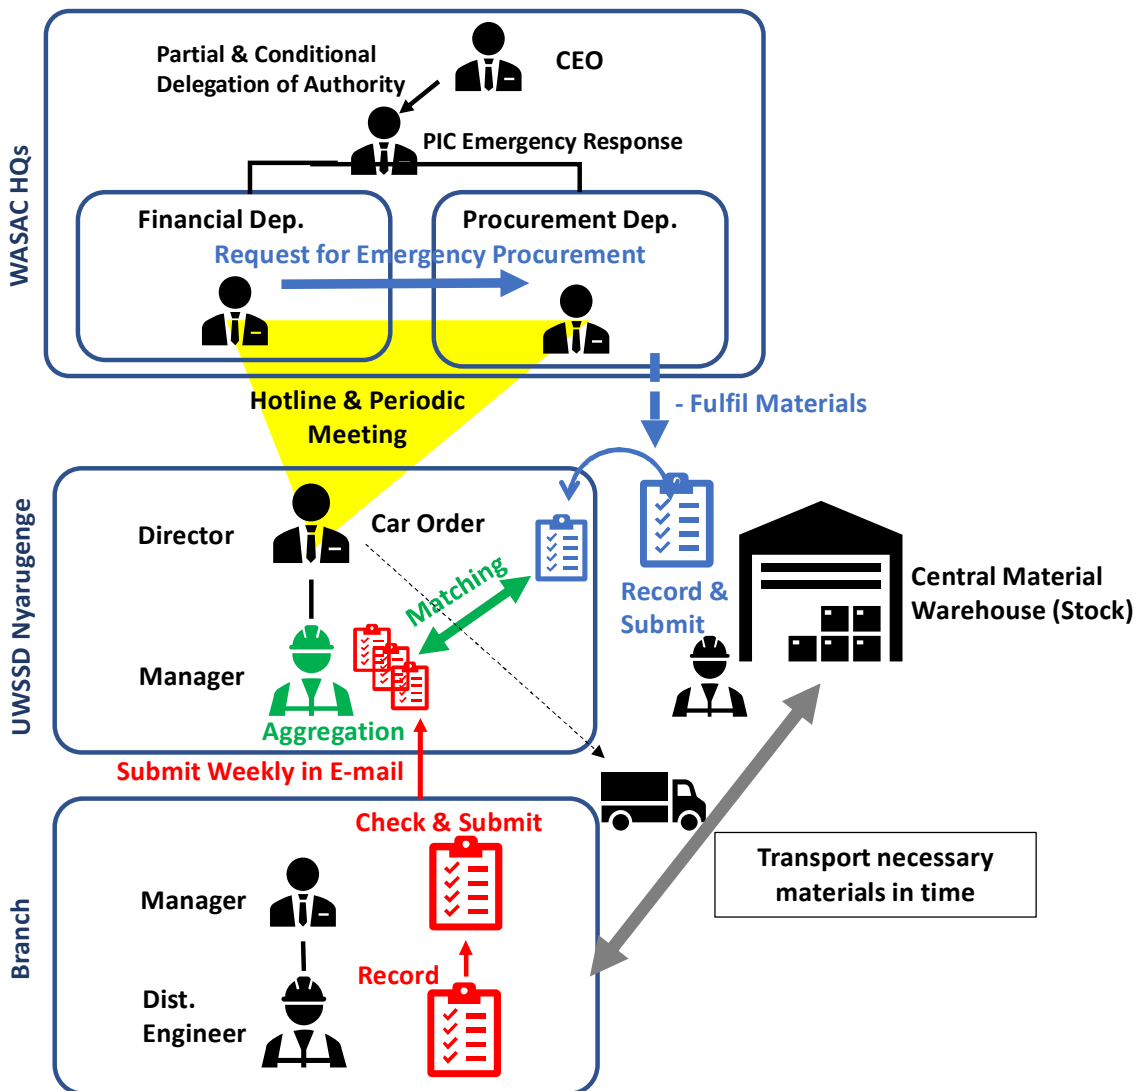 Partial & Conditional
Delegation of Authority
CEO
PIC Emergency Response
WASAC HQs
Financial Dep.
Procurement Dep.
Request for Emergency Procurement
Hotline & Periodic
Meeting
- Fulfil Materials
UWSSD Nyarugenge
Director
Car Order
Matching
Record &
Submit
Central Material
Warehouse (Stock)
Manager
Aggregation
Submit Weekly in E-mail
Branch
Check & Submit
Manager
Transport necessary
materials in time
Record
Dist.
Engineer